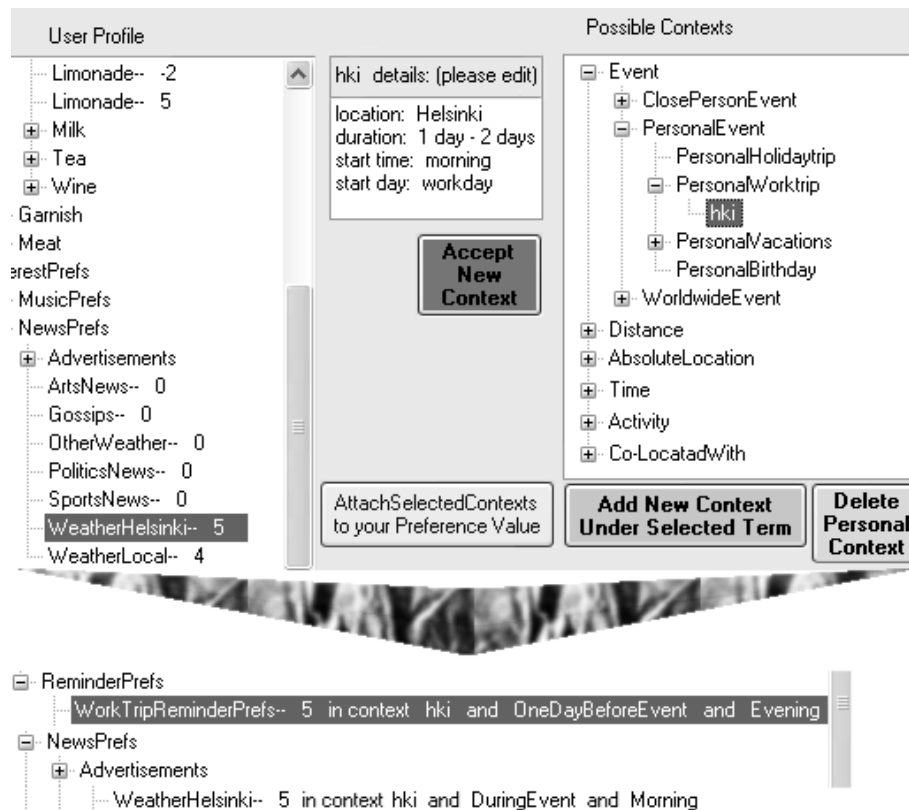 User Profile
Limonade-- -2
Limonade-- 5
Milk
Tea
Wine
Garnish
Meat
erestPrefs
MusicPrefs
NewsPrefs
Advertisements
ArtsNews-- 0
Gossips-- 0
OtherWeather-- 0
PoliticsNews-- 0
SportsNews-- 0
WeatherHelsinki-- 5
WeatherLocal-- 4
hki details: (please edit)
location: Helsinki
duration: 1 day - 2 days
start time: morning
start day: workday
Accept
New
Context
AttachSelectedContexts
to your Preference Value
Possible Contexts
Event
ClosePersonEvent
PersonalEvent
PersonalHolidaytrip
PersonalWorktrip
hki
PersonalVacations
PersonalBirthday
WorldwideEvent
Distance
AbsoluteLocation
Time
Activity
Co-LocatadWith
Add New Context
Under Selected Term
Delete
Personal
Context
ReminderPrefs
WorkTripReminderPrefs-- 5 in context hki and OneDayBeforeEvent and Evening
NewsPrefs
Advertisements
WeatherHelsinki-- 5 in context hki and DuringEvent and Morning